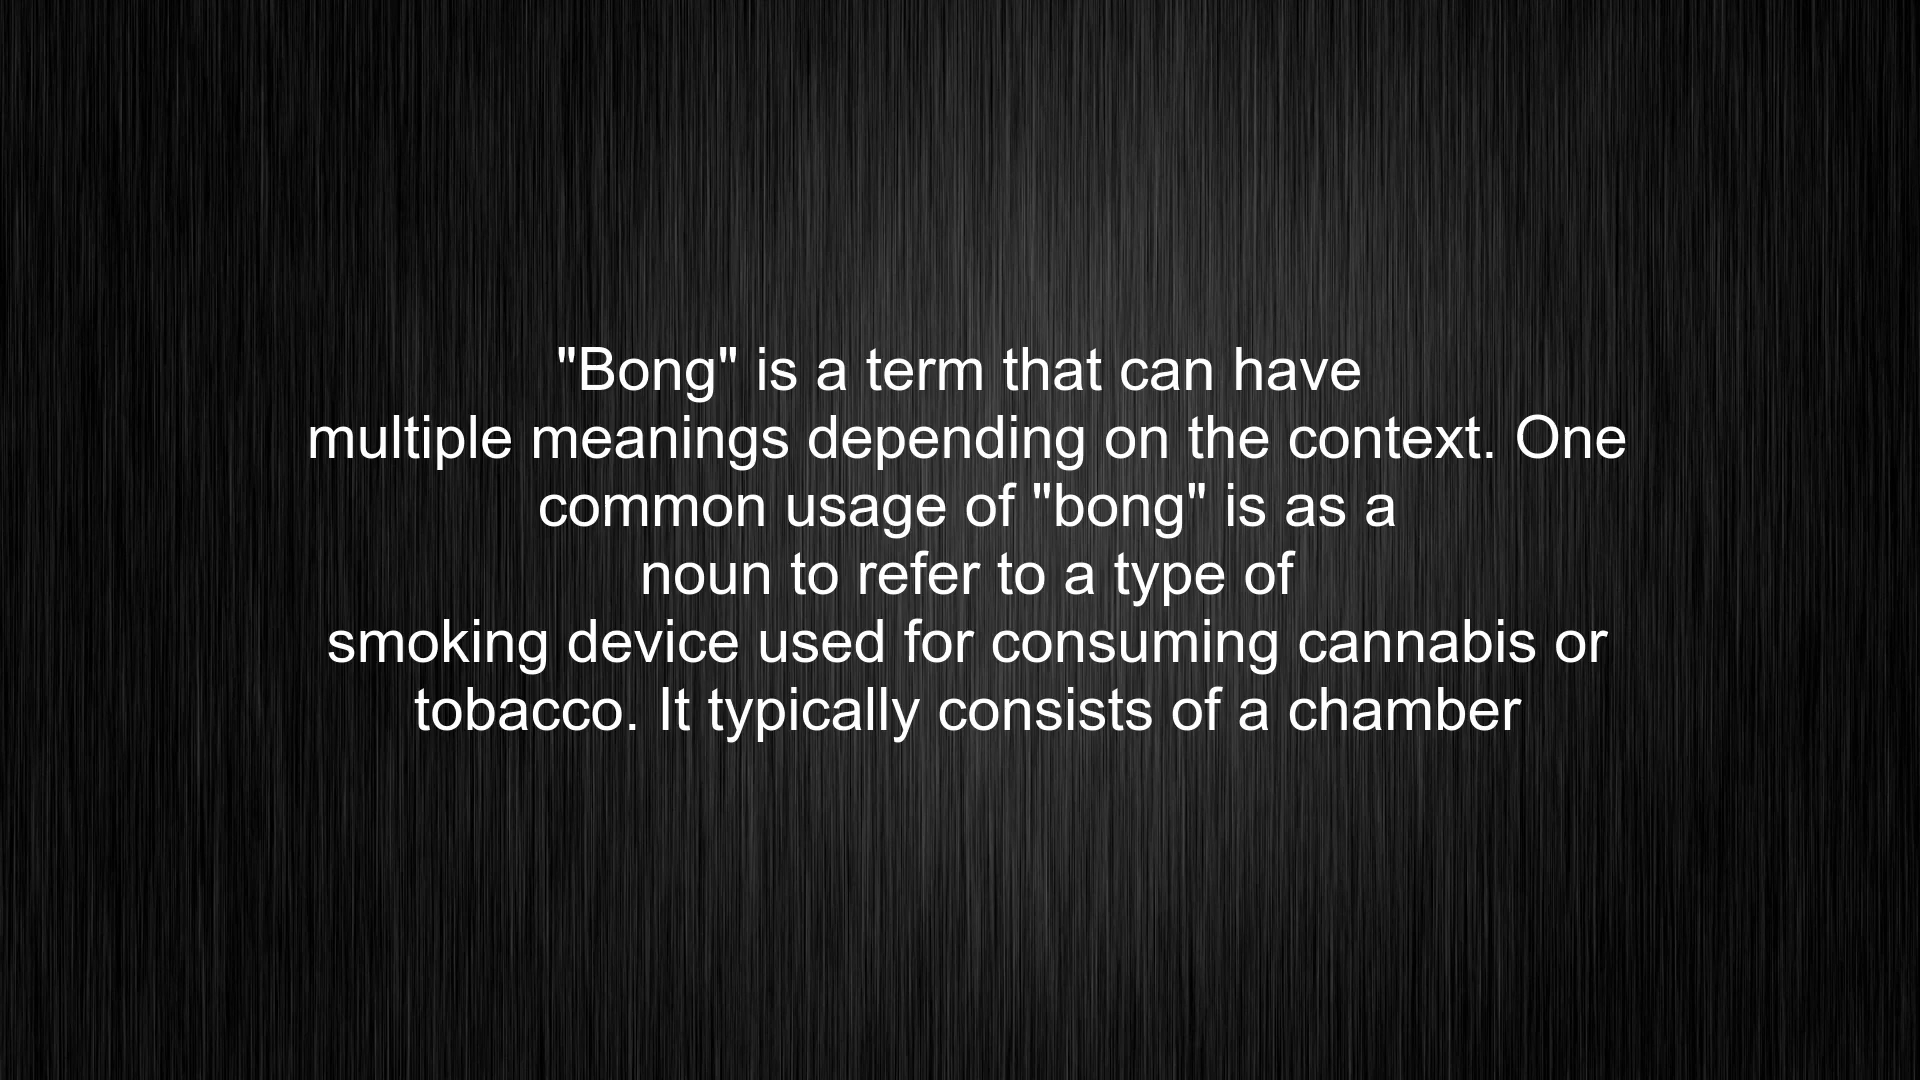 "Bong" is a term that can have
multiple meanings depending on the context. One
common usage of "bong" is as a
noun to refer to a type of
smoking device used for consuming cannabis or
tobacco. It typically consists of a chamber